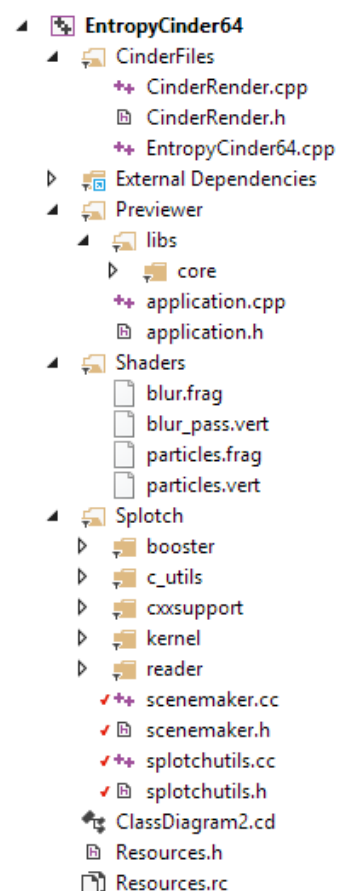 EntropyCinder64
CinderFiles
CinderRender.cpp
CinderRender.h
EntropyCinder64.cpp
External Dependencies
Previewer
libs
core
application.cpp
application.h
Shaders
blur.frag
blur_pass.vert
particles.frag
particles.vert
Splotch
booster
c_utils
cxxsupport
kernel
reader
scenemaker.cc
scenemaker.h
splotchutils.cc
splotchutils.h
ClassDiagram2.cd
Resources.h
Resources.rc